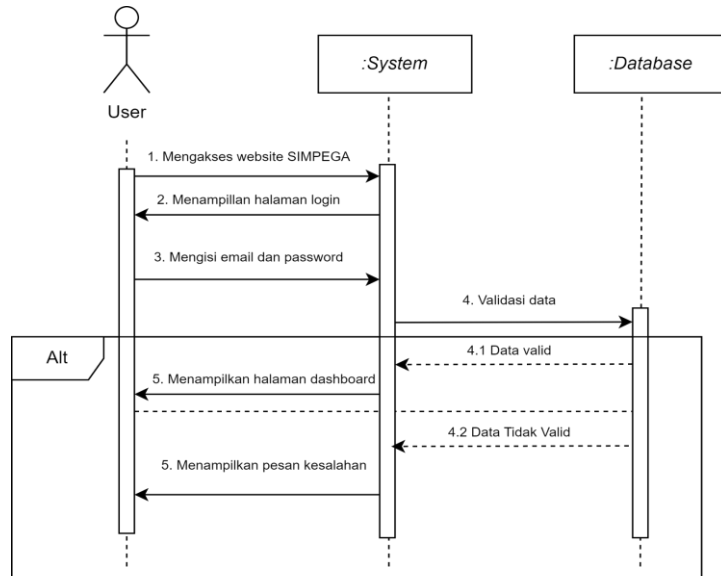 :System
:Database
User
1. Mengakses website SIMPEGA
2. Menampillan halaman login
3. Mengisi email dan password
4. Validasi data
Alt
4.1 Data valid
5. Menampilkan halaman dashboard
4.2 Data Tidak Valid
5. Menampilkan pesan kesalahan